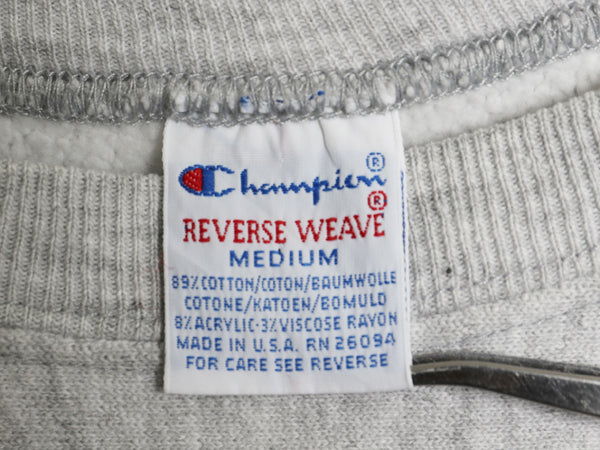 Champion®
REVERSE WEAVE®
MEDIUM
89% COTTON/COTON/BAUMWOLLE
COTONE/KATOEN/BOMULD
8% ACRYLIC·3% VISCOSE RAYON
MADE IN U.S.A. RN 26094
FOR CARE SEE REVERSE